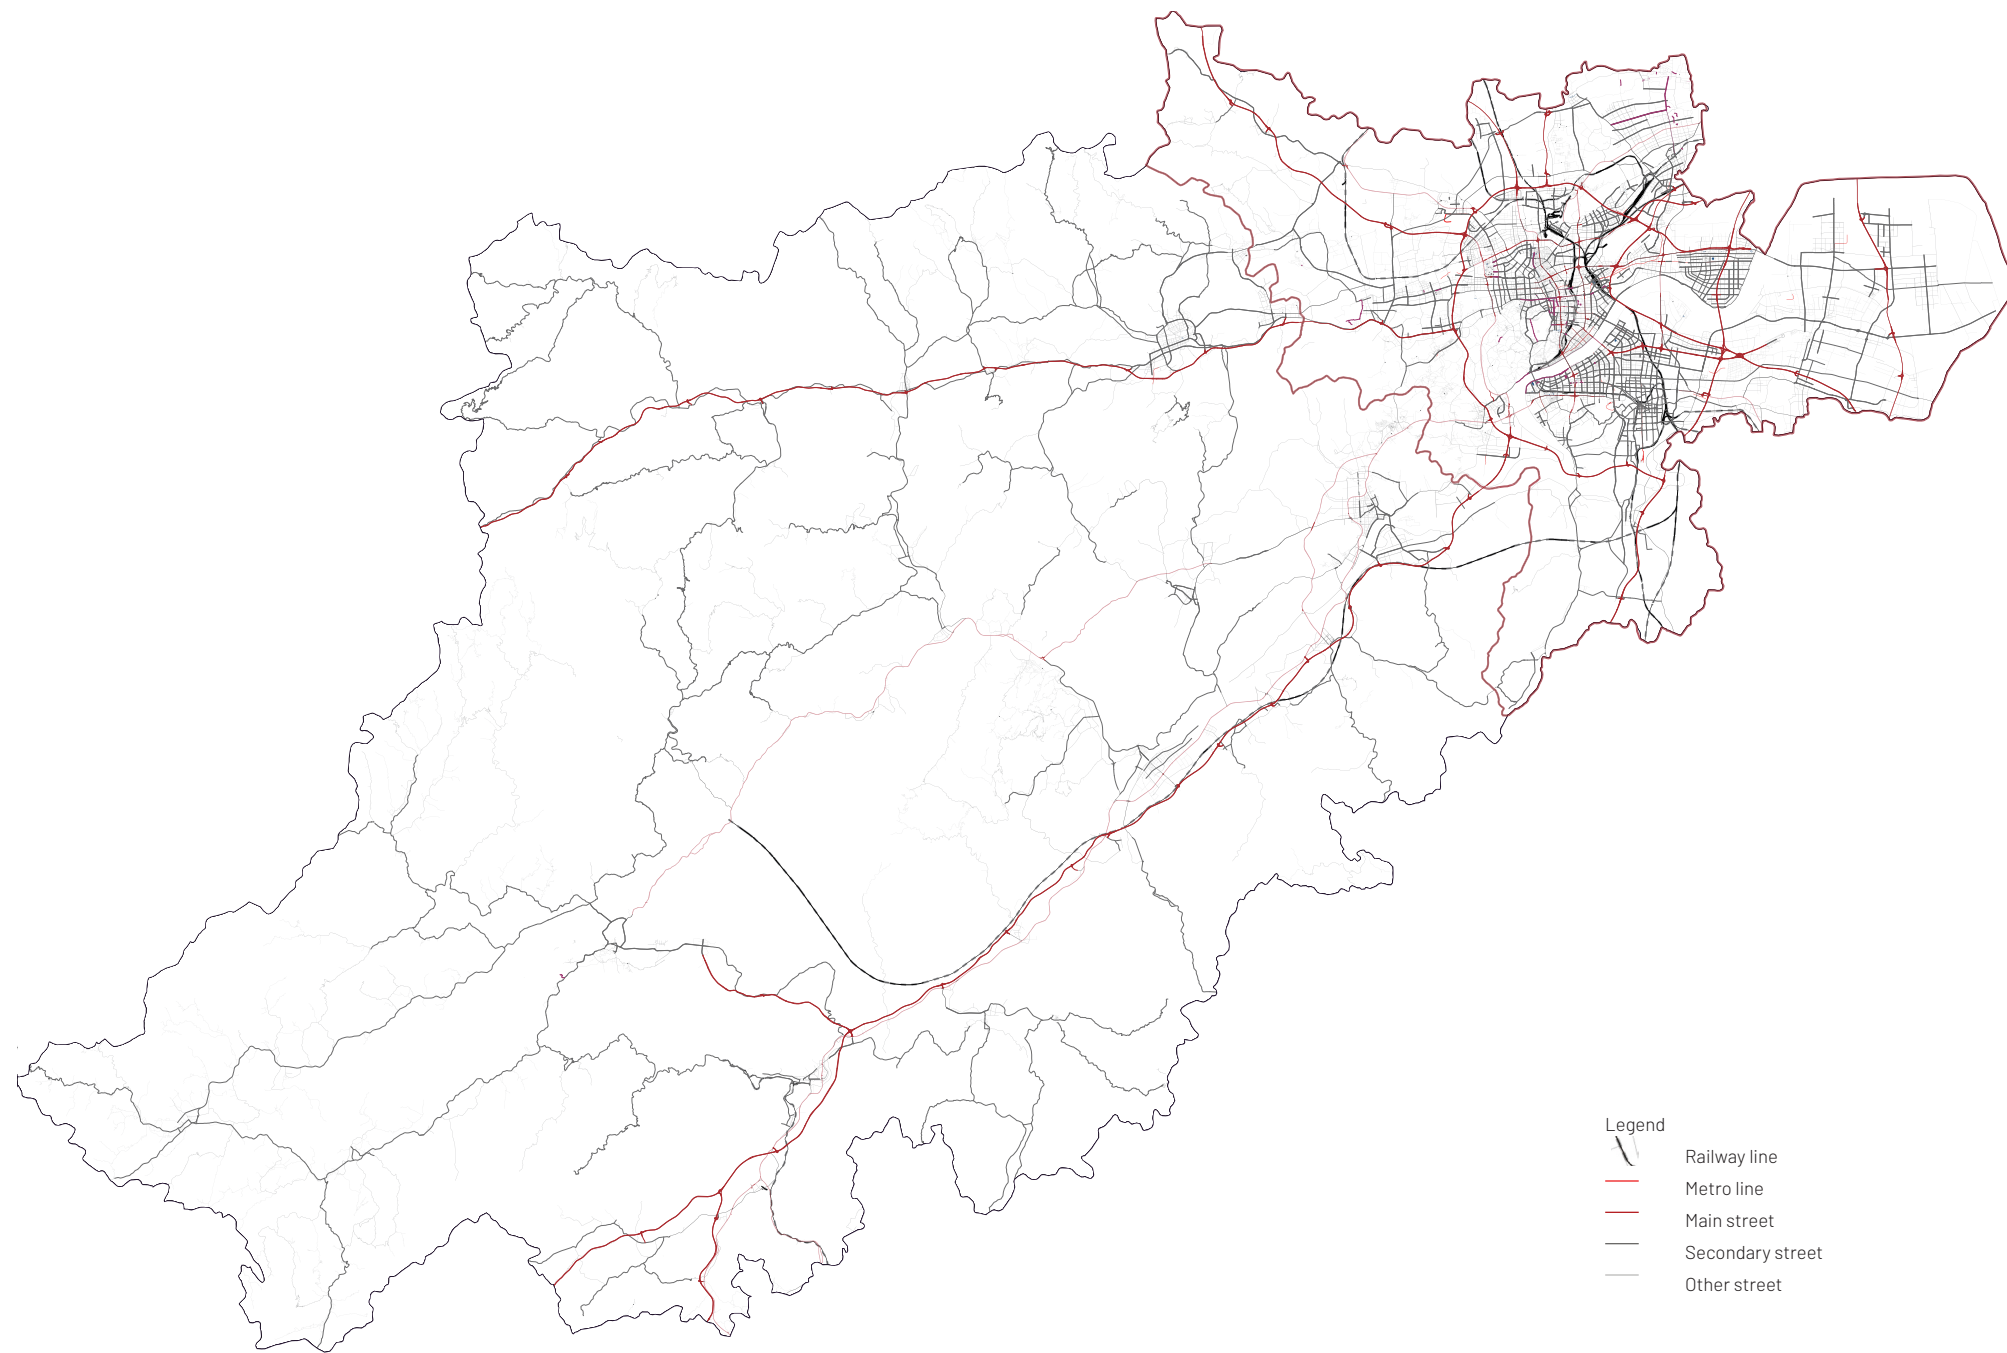 Legend
Railway line
Metro line
Main street
Secondary street
Other street